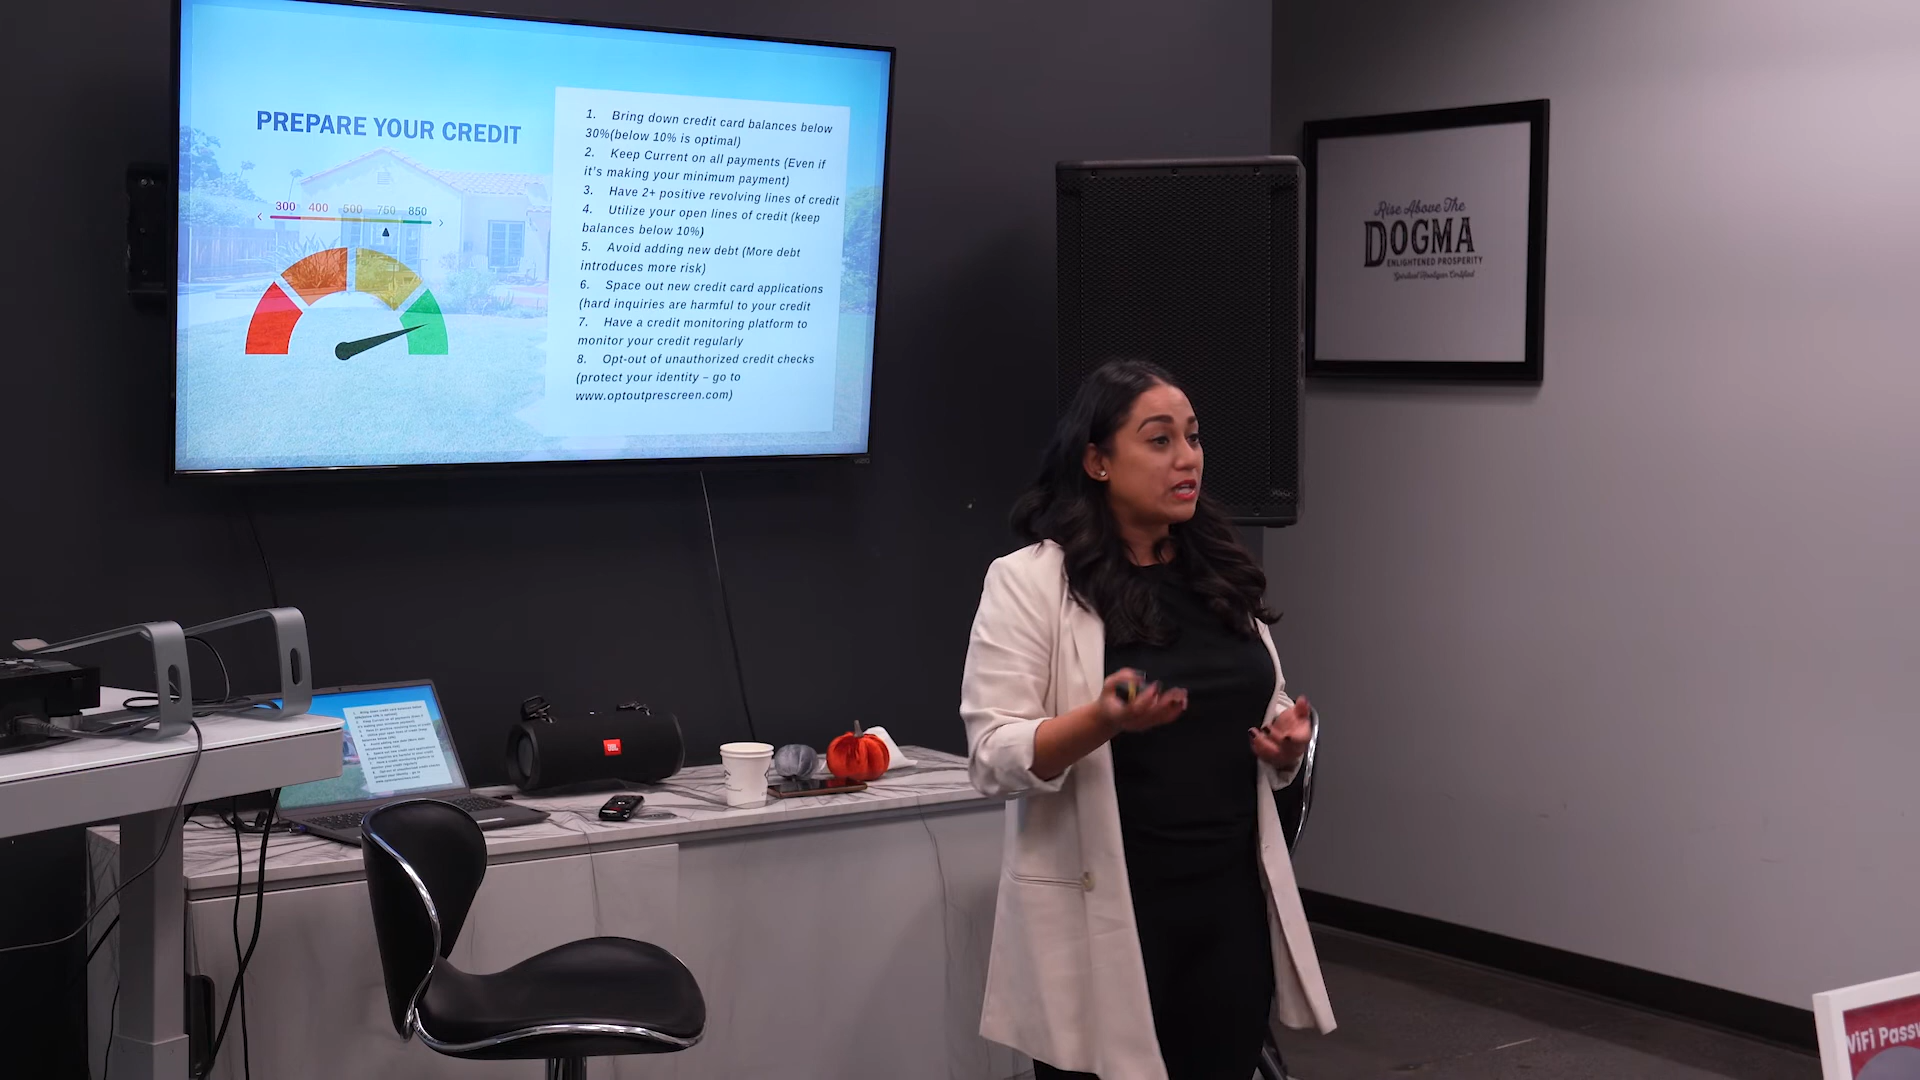 PREPARE YOUR CREDIT
300 400 500 750 850
1. Bring down credit card balances below
30%(below 10% is optimal)
2. Keep Current on all payments (Even if
it's making your minimum payment)
3. Have 2+ positive revolving lines of credit
4. Utilize your open lines of credit (keep
balances below 10%)
5. Avoid adding new debt (More debt
introduces more risk)
6. Space out new credit card applications
(hard inquiries are harmful to your credit
7. Have a credit monitoring platform to
monitor your credit regularly
8. Opt-out of unauthorized credit checks
(protect your identity – go to
www.optoutprescreen.com)
Rise Above The
DOGMA
ENLIGHTENED PROSPERITY
Spiritual Hooligan Certified
JBL
WiFi Passw